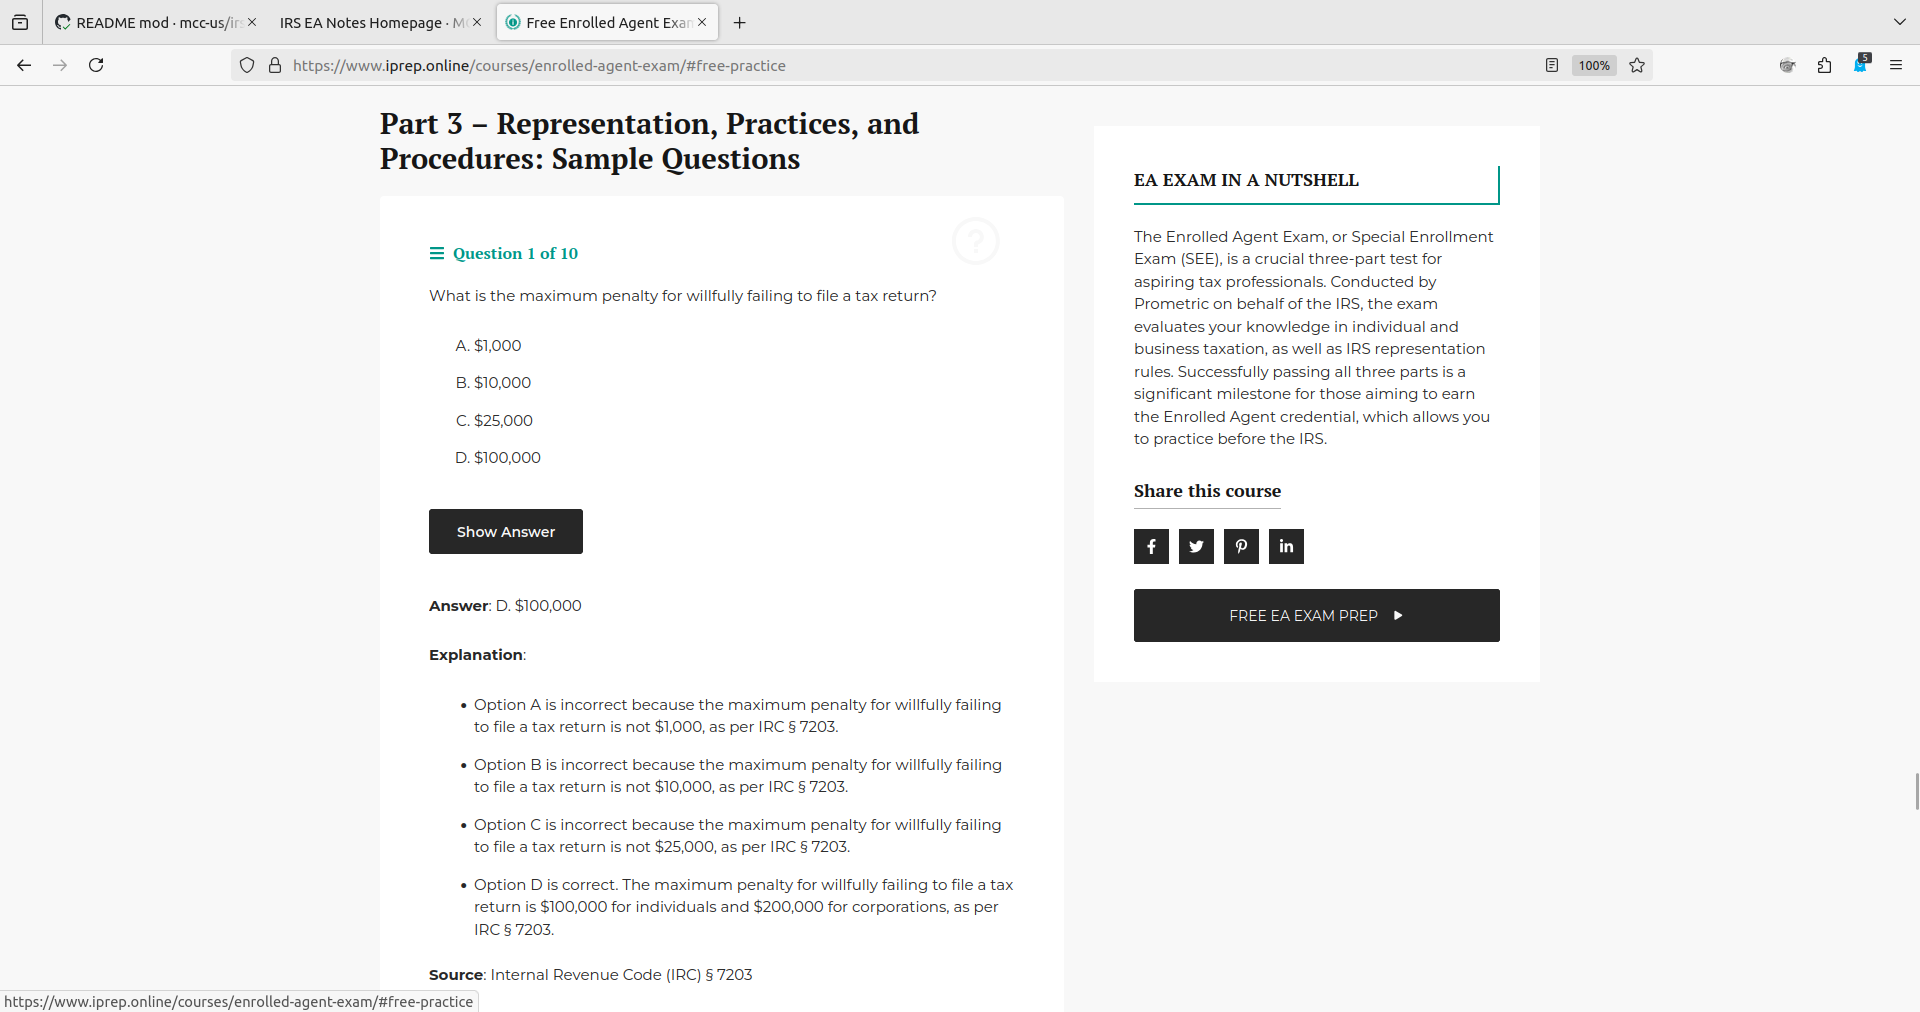 README mod · mcc-us/irs
IRS EA Notes Homepage · MC
Free Enrolled Agent Exam
https://www.iprep.online/courses/enrolled-agent-exam/#free-practice
100%
5
Part 3 – Representation, Practices, and
Procedures: Sample Questions
?
Question 1 of 10
What is the maximum penalty for willfully failing to file a tax return?
A. $1,000
B. $10,000
C. $25,000
D. $100,000
Show Answer
Answer: D. $100,000
Explanation:
• Option A is incorrect because the maximum penalty for willfully failing
to file a tax return is not $1,000, as per IRC § 7203.
• Option B is incorrect because the maximum penalty for willfully failing
to file a tax return is not $10,000, as per IRC § 7203.
• Option C is incorrect because the maximum penalty for willfully failing
to file a tax return is not $25,000, as per IRC § 7203.
• Option D is correct. The maximum penalty for willfully failing to file a tax
return is $100,000 for individuals and $200,000 for corporations, as per
IRC § 7203.
Source: Internal Revenue Code (IRC) § 7203
EA EXAM IN A NUTSHELL
The Enrolled Agent Exam, or Special Enrollment
Exam (SEE), is a crucial three-part test for
aspiring tax professionals. Conducted by
Prometric on behalf of the IRS, the exam
evaluates your knowledge in individual and
business taxation, as well as IRS representation
rules. Successfully passing all three parts is a
significant milestone for those aiming to earn
the Enrolled Agent credential, which allows you
to practice before the IRS.
Share this course
FREE EA EXAM PREP
https://www.iprep.online/courses/enrolled-agent-exam/#free-practice